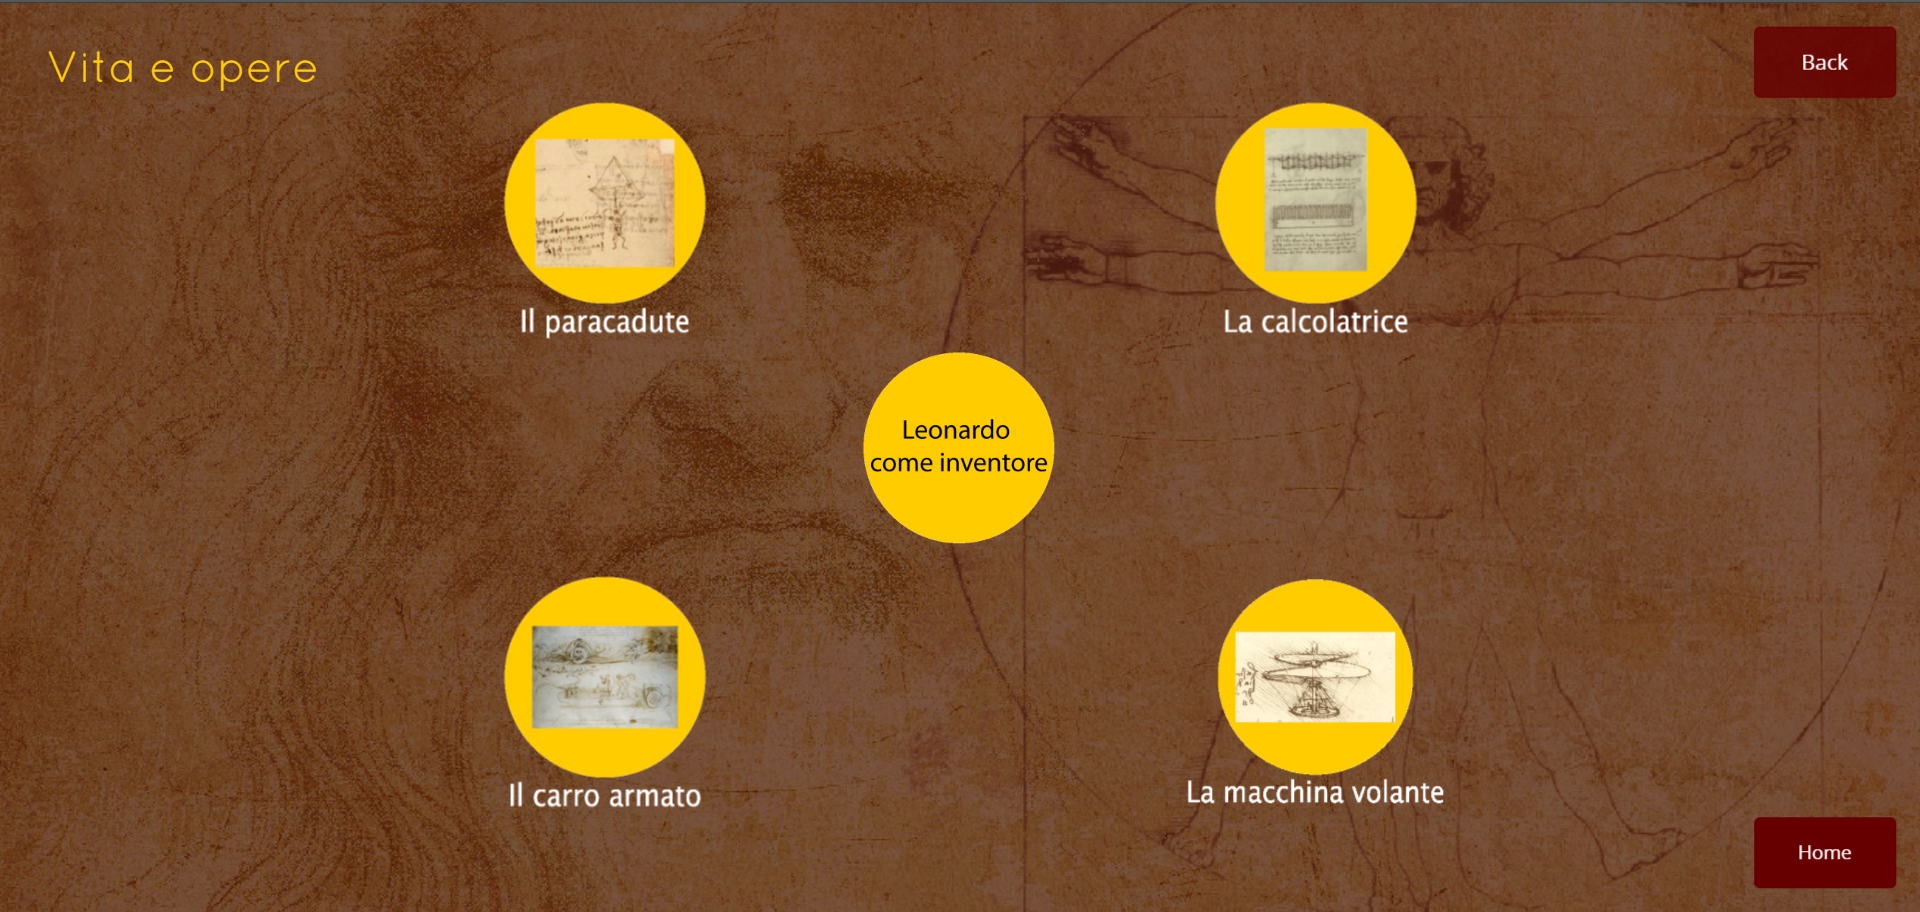 Vita e opere
Back
Il paracadute
La calcolatrice
Leonardo
come inventore
Il carro armato
La macchina volante
Home